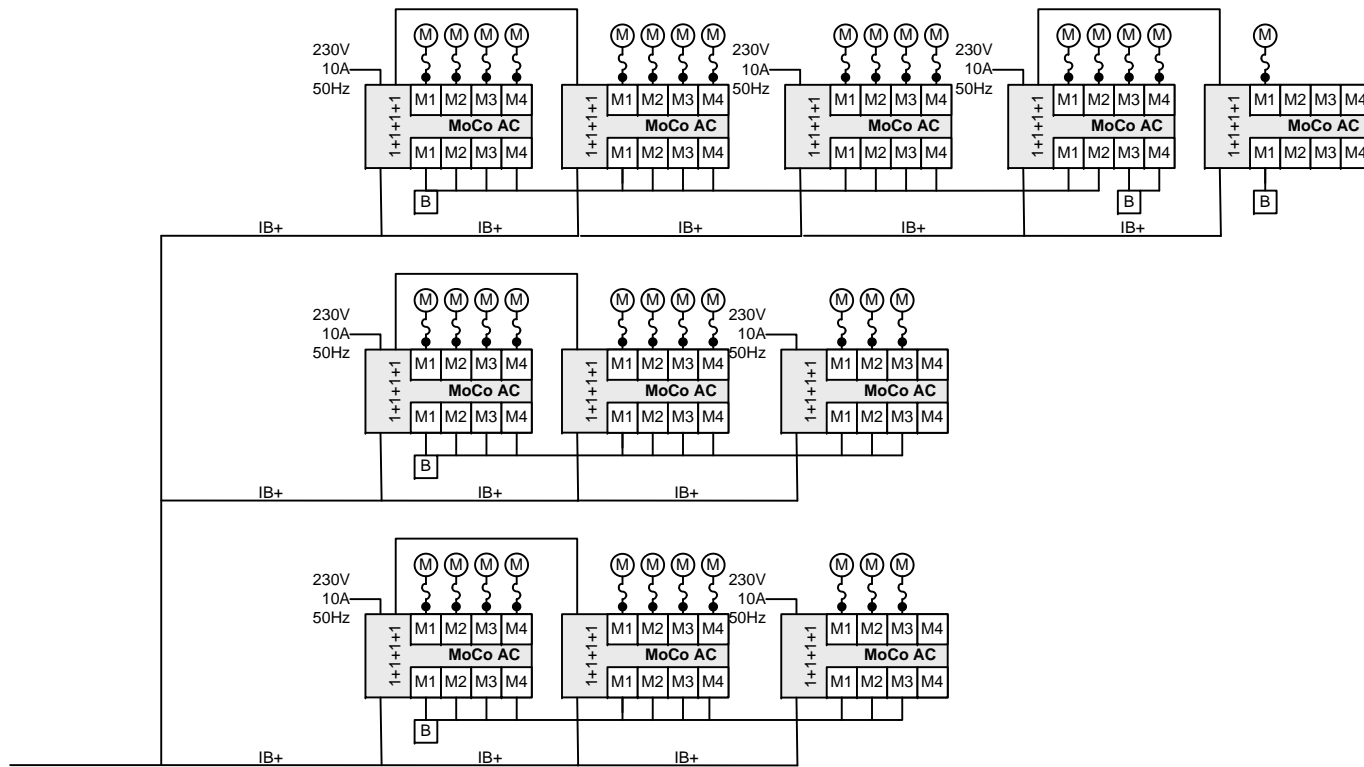 M M M M M M M M M M M M M M M M M
230V 230V 230V
10A 10A 10A
50Hz 50Hz 50Hz
1+1+1+1 M1 M2 M3 M4 1+1+1+1 M1 M2 M3 M4 1+1+1+1 M1 M2 M3 M4 1+1+1+1 M1 M2 M3 M4 1+1+1+1 M1 M2 M3 M4
MoCo AC MoCo AC MoCo AC MoCo AC MoCo AC
M1 M2 M3 M4 M1 M2 M3 M4 M1 M2 M3 M4 M1 M2 M3 M4 M1 M2 M3 M4
B B B
IB+ IB+ IB+ IB+ IB+
M M M M M M M M M M M
230V 230V
10A 10A
50Hz 50Hz
1+1+1+1 M1 M2 M3 M4 1+1+1+1 M1 M2 M3 M4 1+1+1+1 M1 M2 M3 M4
MoCo AC MoCo AC MoCo AC
M1 M2 M3 M4 M1 M2 M3 M4 M1 M2 M3 M4
B
IB+ IB+ IB+
M M M M M M M M M M M
230V 230V
10A 10A
50Hz 50Hz
1+1+1+1 M1 M2 M3 M4 1+1+1+1 M1 M2 M3 M4 1+1+1+1 M1 M2 M3 M4
MoCo AC MoCo AC MoCo AC
M1 M2 M3 M4 M1 M2 M3 M4 M1 M2 M3 M4
B
IB+ IB+ IB+